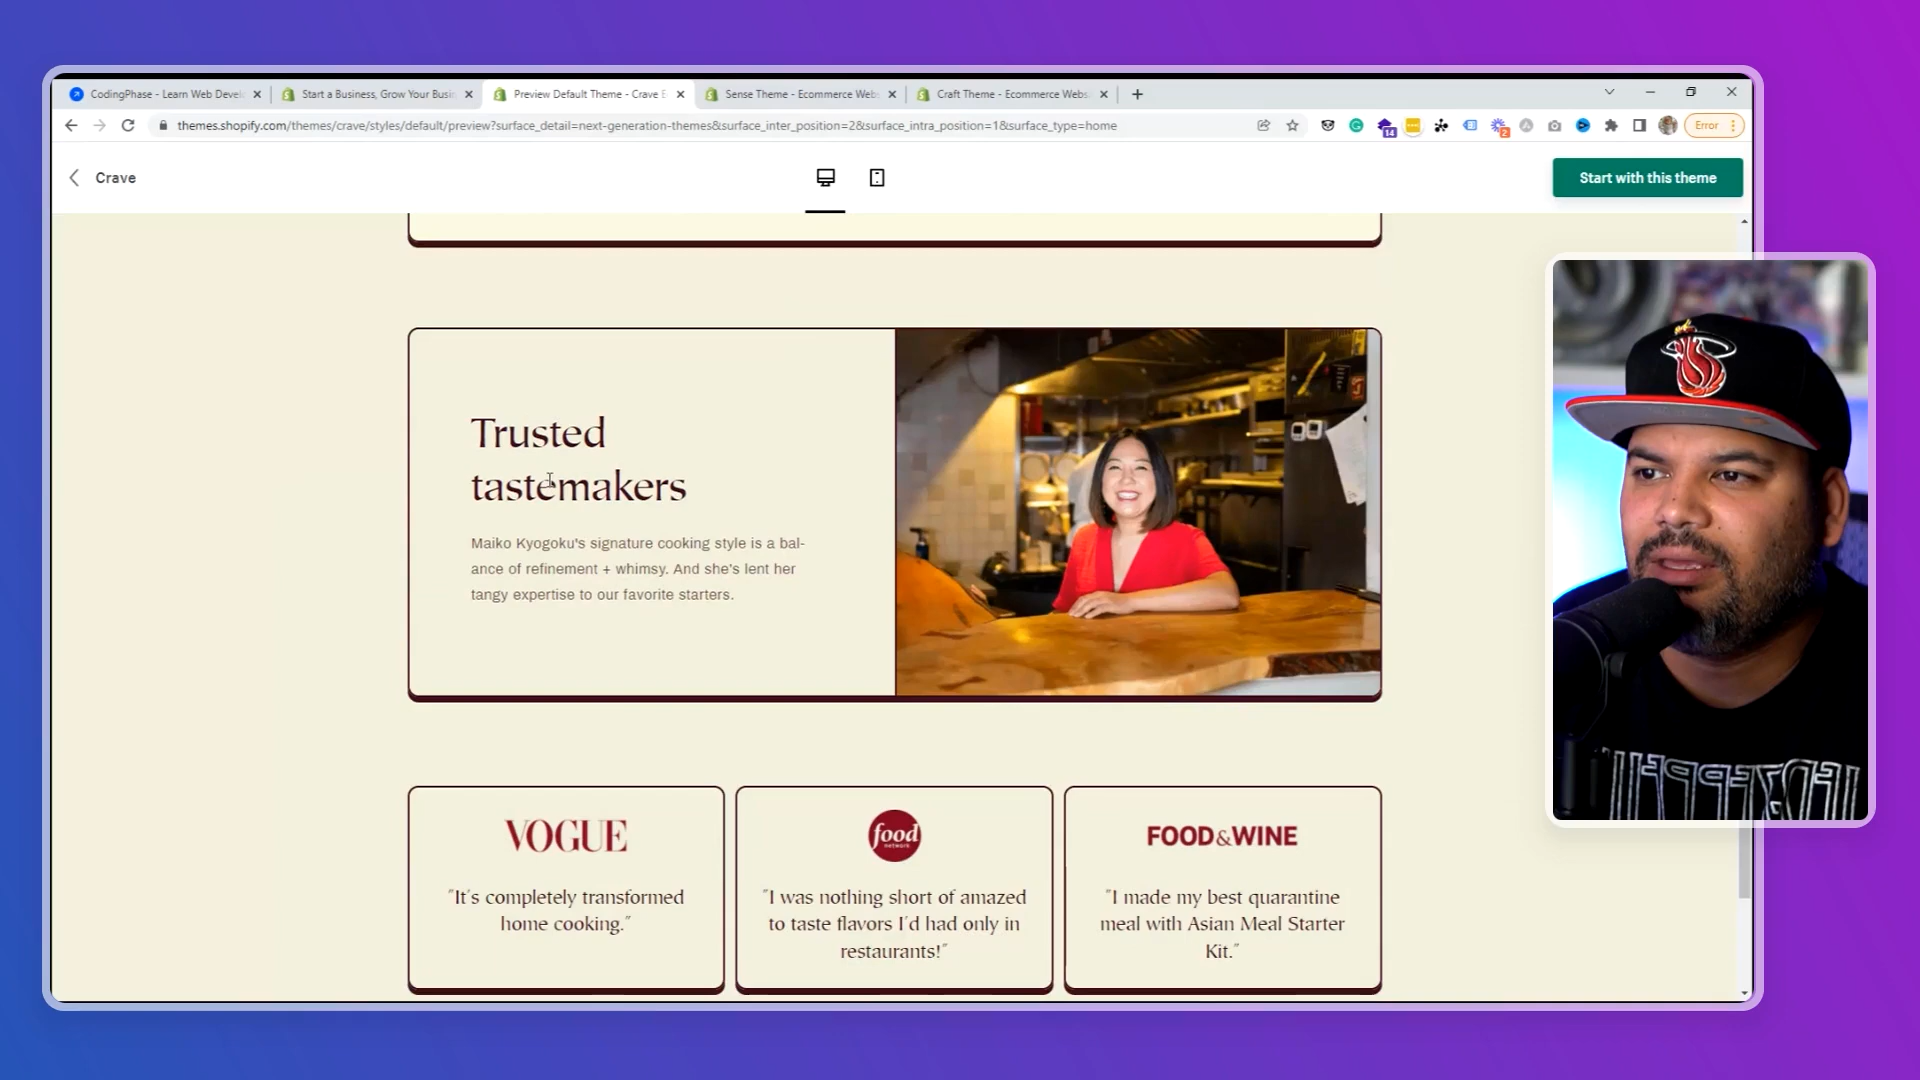 CodingPhase - Learn Web Devel
Start a Business, Grow Your Busin
Preview Default Theme - Crave E
Sense Theme - Ecommerce Webs
Craft Theme - Ecommerce Webs
themes.shopify.com/themes/crave/styles/default/preview?surface_detail=next-generation-themes&surface_inter_position=2&surface_intra_position=1&surface_type=home
14
2
Error
Crave
Start with this theme
Trusted
tastemakers
Maiko Kyogoku's signature cooking style is a bal-
ance of refinement + whimsy. And she's lent her
tangy expertise to our favorite starters.
VOGUE
"It's completely transformed
home cooking."
food
network
"I was nothing short of amazed
to taste flavors I'd had only in
restaurants!"
FOOD&WINE
"I made my best quarantine
meal with Asian Meal Starter
Kit."